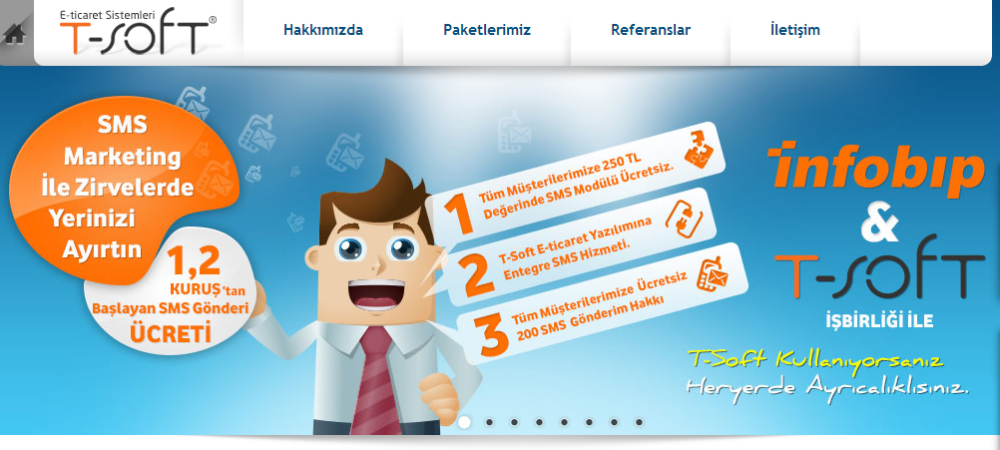 E-ticaret Sistemleri
T-SOFT®
Hakkımızda
Paketlerimiz
Referanslar
İletişim
SMS
Marketing
İle Zirvelerde
Yerinizi
Ayırtın
1,2
KURUŞ'tan
Başlayan SMS Gönderi
ÜCRETİ
1
Tüm Müşterilerimize 250 TL
Değerinde SMS Modülü Ücretsiz.
2
T-Soft E-ticaret Yazılımına
Entegre SMS Hizmeti.
3
Tüm Müşterilerimize Ücretsiz
200 SMS Gönderim Hakkı
infobip
&
T-SOFT
İŞBİRLİĞİ İLE
T-Soft Kullanıyorsanız
Heryerde Ayrıcalıklısınız.